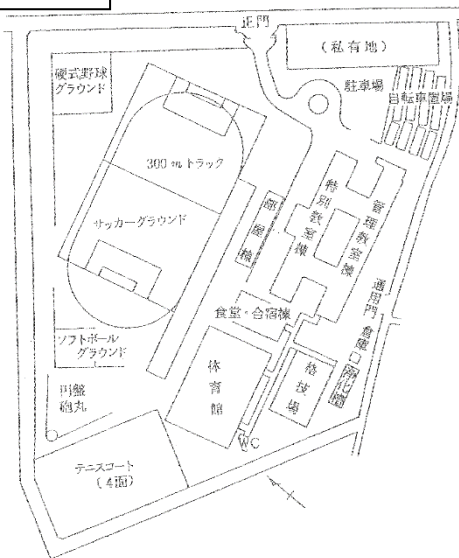 正門
(私有地)
硬式野球
グラウンド
駐車場
自転車置場
300mトラック
サッカーグラウンド
部屋棟
特別教室棟
管理教室棟
通用門
食堂・合宿棟
倉庫
ソフトボール
グラウンド
体育館
格技場
浄化槽
円盤
砲丸
WC
テニスコート
(4面)